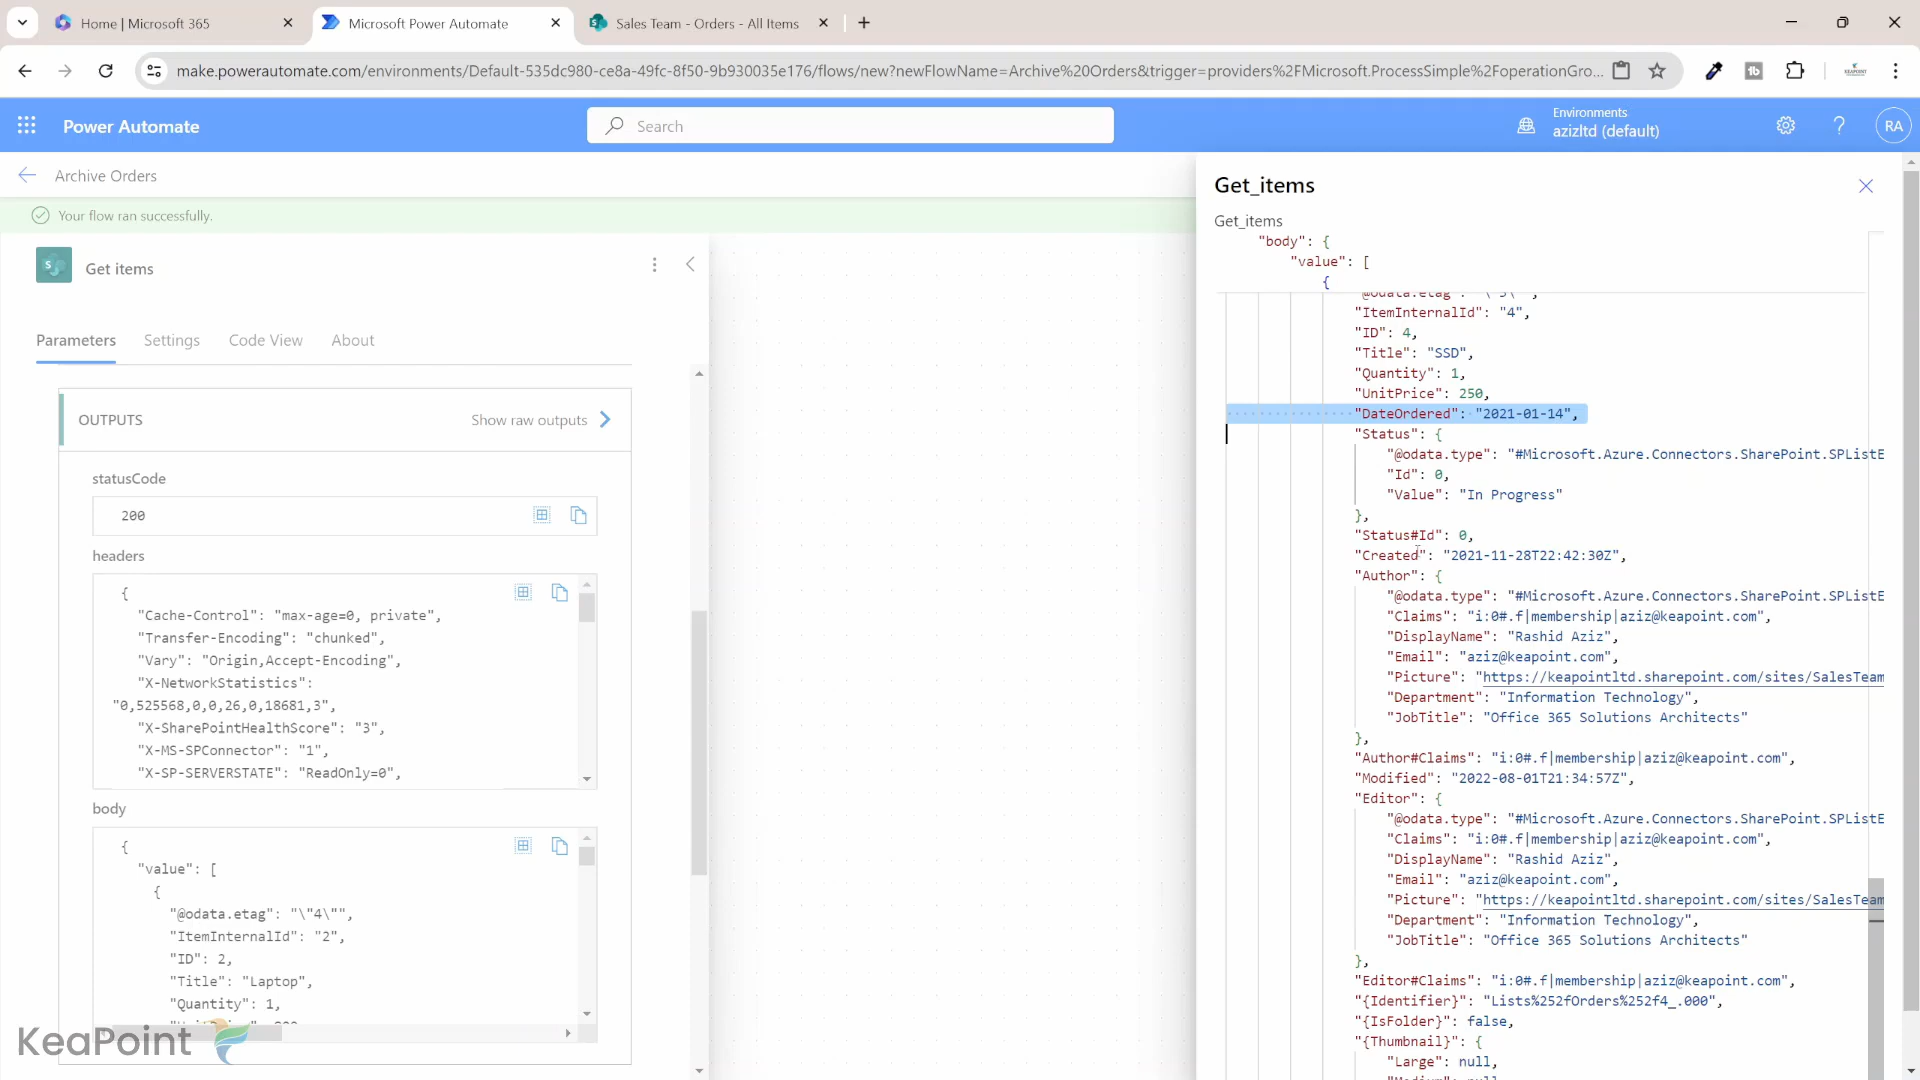 Home | Microsoft 365
Microsoft Power Automate
Sales Team - Orders - All Items
make.powerautomate.com/environments/Default-535dc980-ce8a-49fc-8f50-9b930035e176/flows/new?newFlowName=Archive%20Orders&trigger=providers%2FMicrosoft.ProcessSimple%2FoperationGro...
Power Automate
Search
Environments
azizltd (default)
RA
Archive Orders
Your flow ran successfully.
Get items
Parameters
Settings
Code View
About
OUTPUTS
Show raw outputs
statusCode
200
headers
{
"Cache-Control": "max-age=0, private",
"Transfer-Encoding": "chunked",
"Vary": "Origin,Accept-Encoding",
"X-NetworkStatistics":
"0,525568,0,0,26,0,18681,3",
"X-SharePointHealthScore": "3",
"X-MS-SPConnector": "1",
"X-SP-SERVERSTATE": "ReadOnly=0",
body
{
"value": [
{
"@odata.etag": "\"4\"",
"ItemInternalId": "2",
"ID": 2,
"Title": "Laptop",
"Quantity": 1,
KeaPoint
Get_items
Get_items
"body": {
"value": [
{
"@odata.etag"
"ItemInternalId": "4",
"ID": 4,
"Title": "SSD",
"Quantity": 1,
"UnitPrice": 250,
"DateOrdered": "2021-01-14",
"Status": {
"@odata.type": "#Microsoft.Azure.Connectors.SharePoint.SPListE
"Id": 0,
"Value": "In Progress"
},
"Status#Id": 0,
"Created": "2021-11-28T22:42:30Z",
"Author": {
"@odata.type": "#Microsoft.Azure.Connectors.SharePoint.SPListE
"Claims": "i:0#.f|membership|aziz@keapoint.com",
"DisplayName": "Rashid Aziz",
"Email": "aziz@keapoint.com",
"Picture": "https://keapointltd.sharepoint.com/sites/SalesTeam
"Department": "Information Technology",
"JobTitle": "Office 365 Solutions Architects"
},
"Author#Claims": "i:0#.f|membership|aziz@keapoint.com",
"Modified": "2022-08-01T21:34:57Z",
"Editor": {
"@odata.type": "#Microsoft.Azure.Connectors.SharePoint.SPListE
"Claims": "i:0#.f|membership|aziz@keapoint.com",
"DisplayName": "Rashid Aziz",
"Email": "aziz@keapoint.com",
"Picture": "https://keapointltd.sharepoint.com/sites/SalesTeam
"Department": "Information Technology",
"JobTitle": "Office 365 Solutions Architects"
},
"Editor#Claims": "i:0#.f|membership|aziz@keapoint.com",
"{Identifier}": "Lists%252fOrders%252f4_.000",
"{IsFolder}": false,
"{Thumbnail}": {
"Large": null,